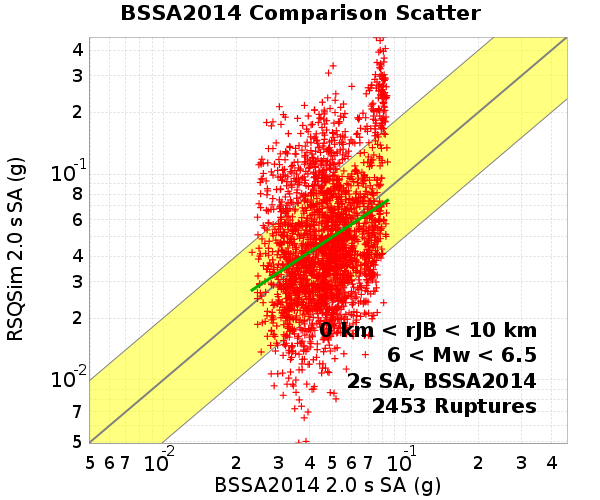 BSSA2014 Comparison Scatter
RSQSim 2.0 s SA (g)
4
3
2
10-1
8
6
4
3
2
10-2
7
5
0 km < rJB < 10 km
6 < Mw < 6.5
2s SA, BSSA2014
2453 Ruptures
5 6 7 10-2 2 3 4 5 6 7 10-1 2 3 4
BSSA2014 2.0 s SA (g)